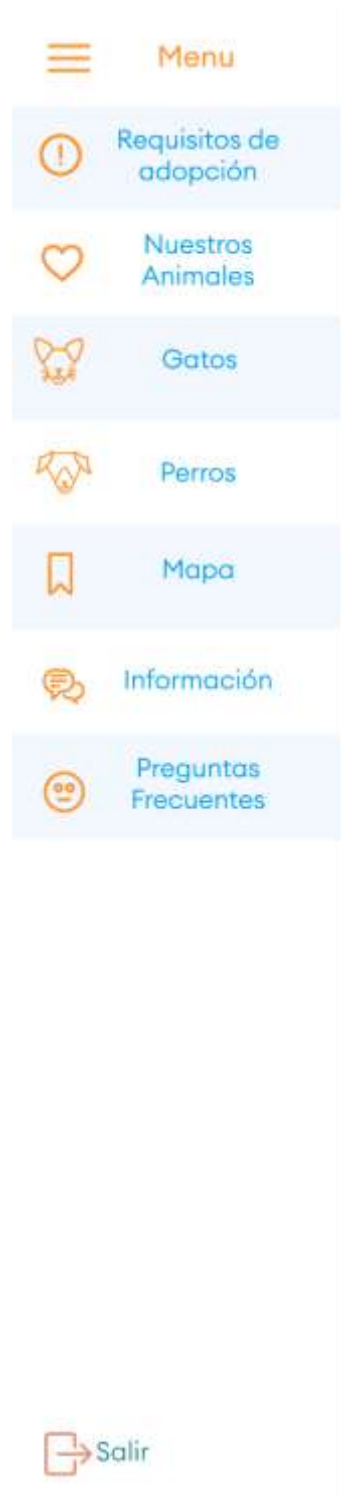 Menu
Requisitos de
adopción
Nuestros
Animales
Gatos
Perros
Mapa
Información
Preguntas
Frecuentes
Salir